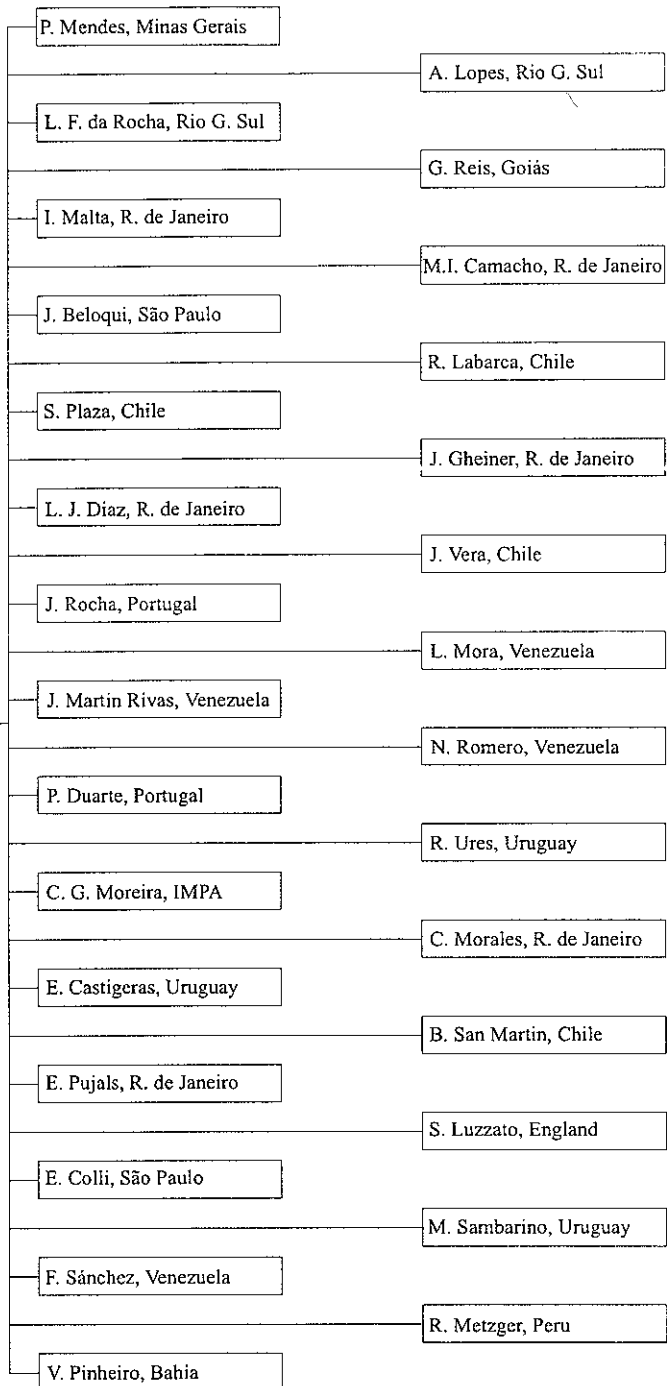 P. Mendes, Minas Gerais
A. Lopes, Rio G. Sul
L. F. da Rocha, Rio G. Sul
G. Reis, Goiás
I. Malta, R. de Janeiro
M.I. Camacho, R. de Janeiro
J. Beloqui, São Paulo
R. Labarca, Chile
S. Plaza, Chile
J. Gheiner, R. de Janeiro
L. J. Diaz, R. de Janeiro
J. Vera, Chile
J. Rocha, Portugal
L. Mora, Venezuela
J. Martin Rivas, Venezuela
N. Romero, Venezuela
P. Duarte, Portugal
R. Ures, Uruguay
C. G. Moreira, IMPA
C. Morales, R. de Janeiro
E. Castigeras, Uruguay
B. San Martin, Chile
E. Pujals, R. de Janeiro
S. Luzzato, England
E. Colli, São Paulo
M. Sambarino, Uruguay
F. Sánchez, Venezuela
R. Metzger, Peru
V. Pinheiro, Bahia